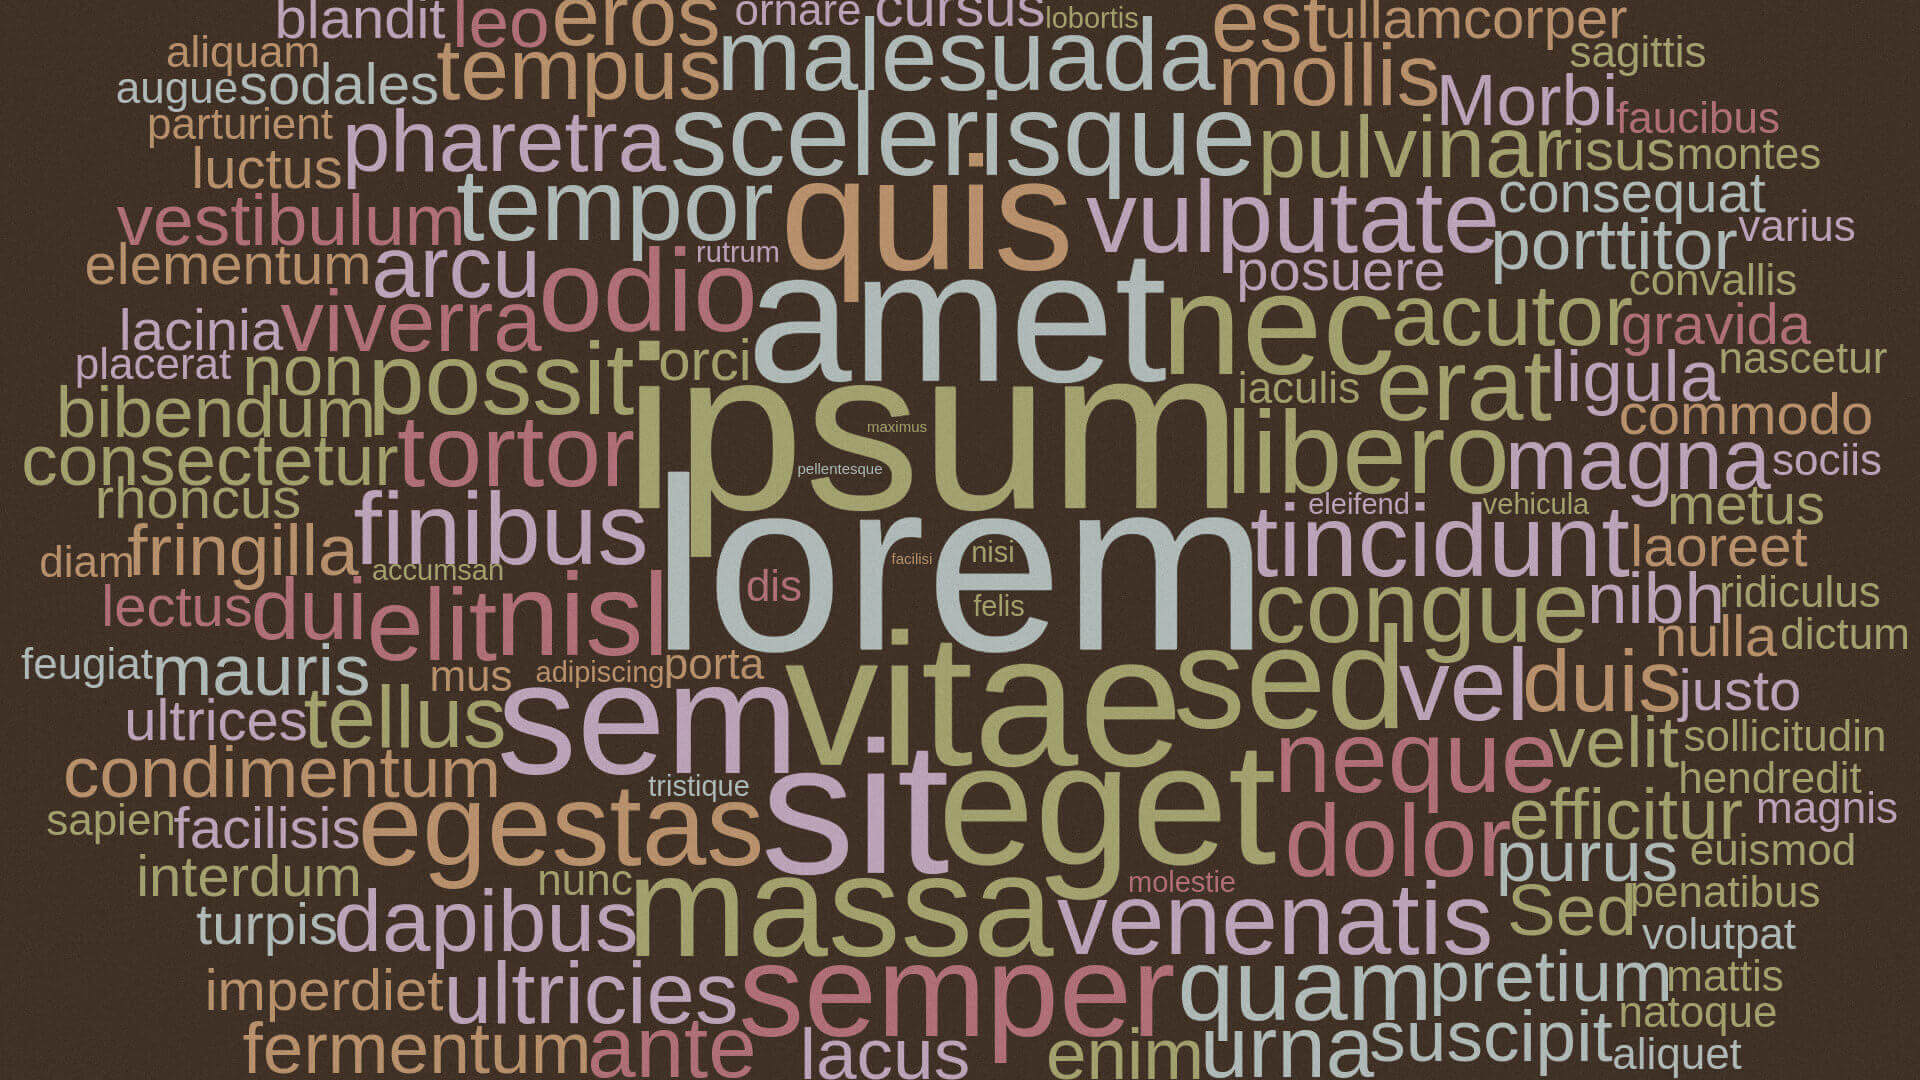 blandit leo eros ornare cursus lobortis est ullamcorper
aliquam tempus malesuada mollis sagittis
augue sodales Morbi faucibus
parturient pharetra scelerisque pulvinar risus montes
luctus tempor quis vulputate consequat
vestibulum rutrum porttitor varius
elementum arcu odio amet posuere convallis
lacinia viverra nec acutor gravida
placerat non possit orci iaculis erat ligula nascetur
bibendum ipsum maximus libero commodo
consectetur tortor pellentesque magna sociis
rhoncus finibus lorem eleifend vehicula metus
diam fringilla accumsan facilisi nisi tincidunt laoreet
lectus dui elit nisl dis felis congue nibh ridiculus
feugiat mauris mus adipiscing porta vitae sed nulla dictum
ultrices tellus sem vel duis justo
condimentum tristique sit eget neque velit sollicitudin
hendredit
sapien facilisis egestas dolor efficitur magnis
interdum nunc massa molestie purus euismod
turpis dapibus venenatis Sed penatibus
volutpat
imperdiet ultricies semper quam pretium mattis
natoque
fermentum ante lacus enim urna suscipit aliquet